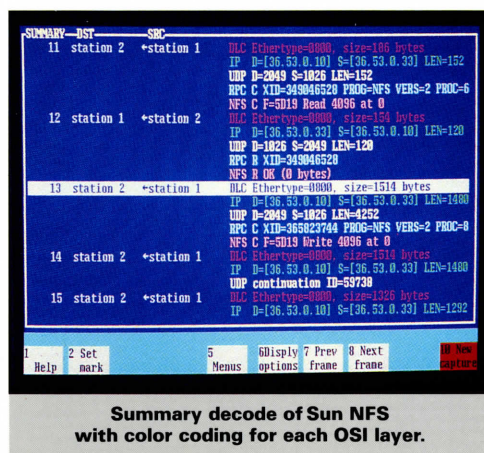 SUMMARY—DST—SRC
11 station 2 ←station 1 DLC Ethertype=0800, size=186 bytes
IP D=[36.53.0.10] S=[36.53.0.33] LEN=152
UDP D=2049 S=1026 LEN=152
RPC C XID=349046528 PROG=NFS VERS=2 PROC=6
NFS C F=5D19 Read 4096 at 0
12 station 1 ←station 2 DLC Ethertype=0800, size=154 bytes
IP D=[36.53.0.33] S=[36.53.0.10] LEN=120
UDP D=1026 S=2049 LEN=120
RPC R XID=349046528
NFS R OK (0 bytes)
13 station 2 ←station 1 DLC Ethertype=0800, size=1514 bytes
IP D=[36.53.0.10] S=[36.53.0.33] LEN=1480
UDP D=2049 S=1026 LEN=4252
RPC C XID=365823744 PROG=NFS VERS=2 PROC=8
NFS C F=5D19 Write 4096 at 0
14 station 2 ←station 1 DLC Ethertype=0800, size=1514 bytes
IP D=[36.53.0.10] S=[36.53.0.33] LEN=1480
UDP continuation ID=59738
15 station 2 ←station 1 DLC Ethertype=0800, size=1326 bytes
IP D=[36.53.0.10] S=[36.53.0.33] LEN=1292
1 2 Set 5 6Disply 7 Prev 8 Next 10 New
Help mark Menus options frame frame capture
Summary decode of Sun NFS
with color coding for each OSI layer.